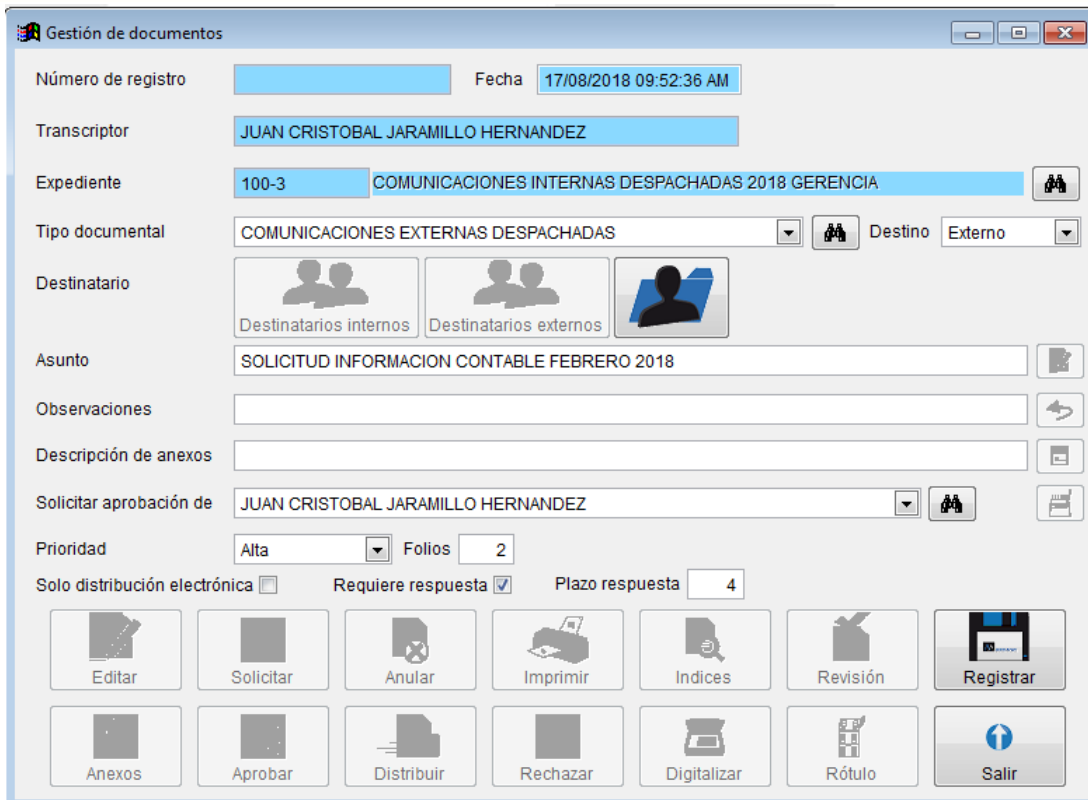 Gestión de documentos
Número de registro Fecha 17/08/2018 09:52:36 AM
Transcriptor JUAN CRISTOBAL JARAMILLO HERNANDEZ
Expediente 100-3 COMUNICACIONES INTERNAS DESPACHADAS 2018 GERENCIA
Tipo documental COMUNICACIONES EXTERNAS DESPACHADAS Destino Externo
Destinatario
Destinatarios internos Destinatarios externos
Asunto SOLICITUD INFORMACION CONTABLE FEBRERO 2018
Observaciones
Descripción de anexos
Solicitar aprobación de JUAN CRISTOBAL JARAMILLO HERNANDEZ
Prioridad Alta Folios 2
Solo distribución electrónica Requiere respuesta Plazo respuesta 4
Editar Solicitar Anular Imprimir Indices Revisión Registrar
Anexos Aprobar Distribuir Rechazar Digitalizar Rótulo Salir